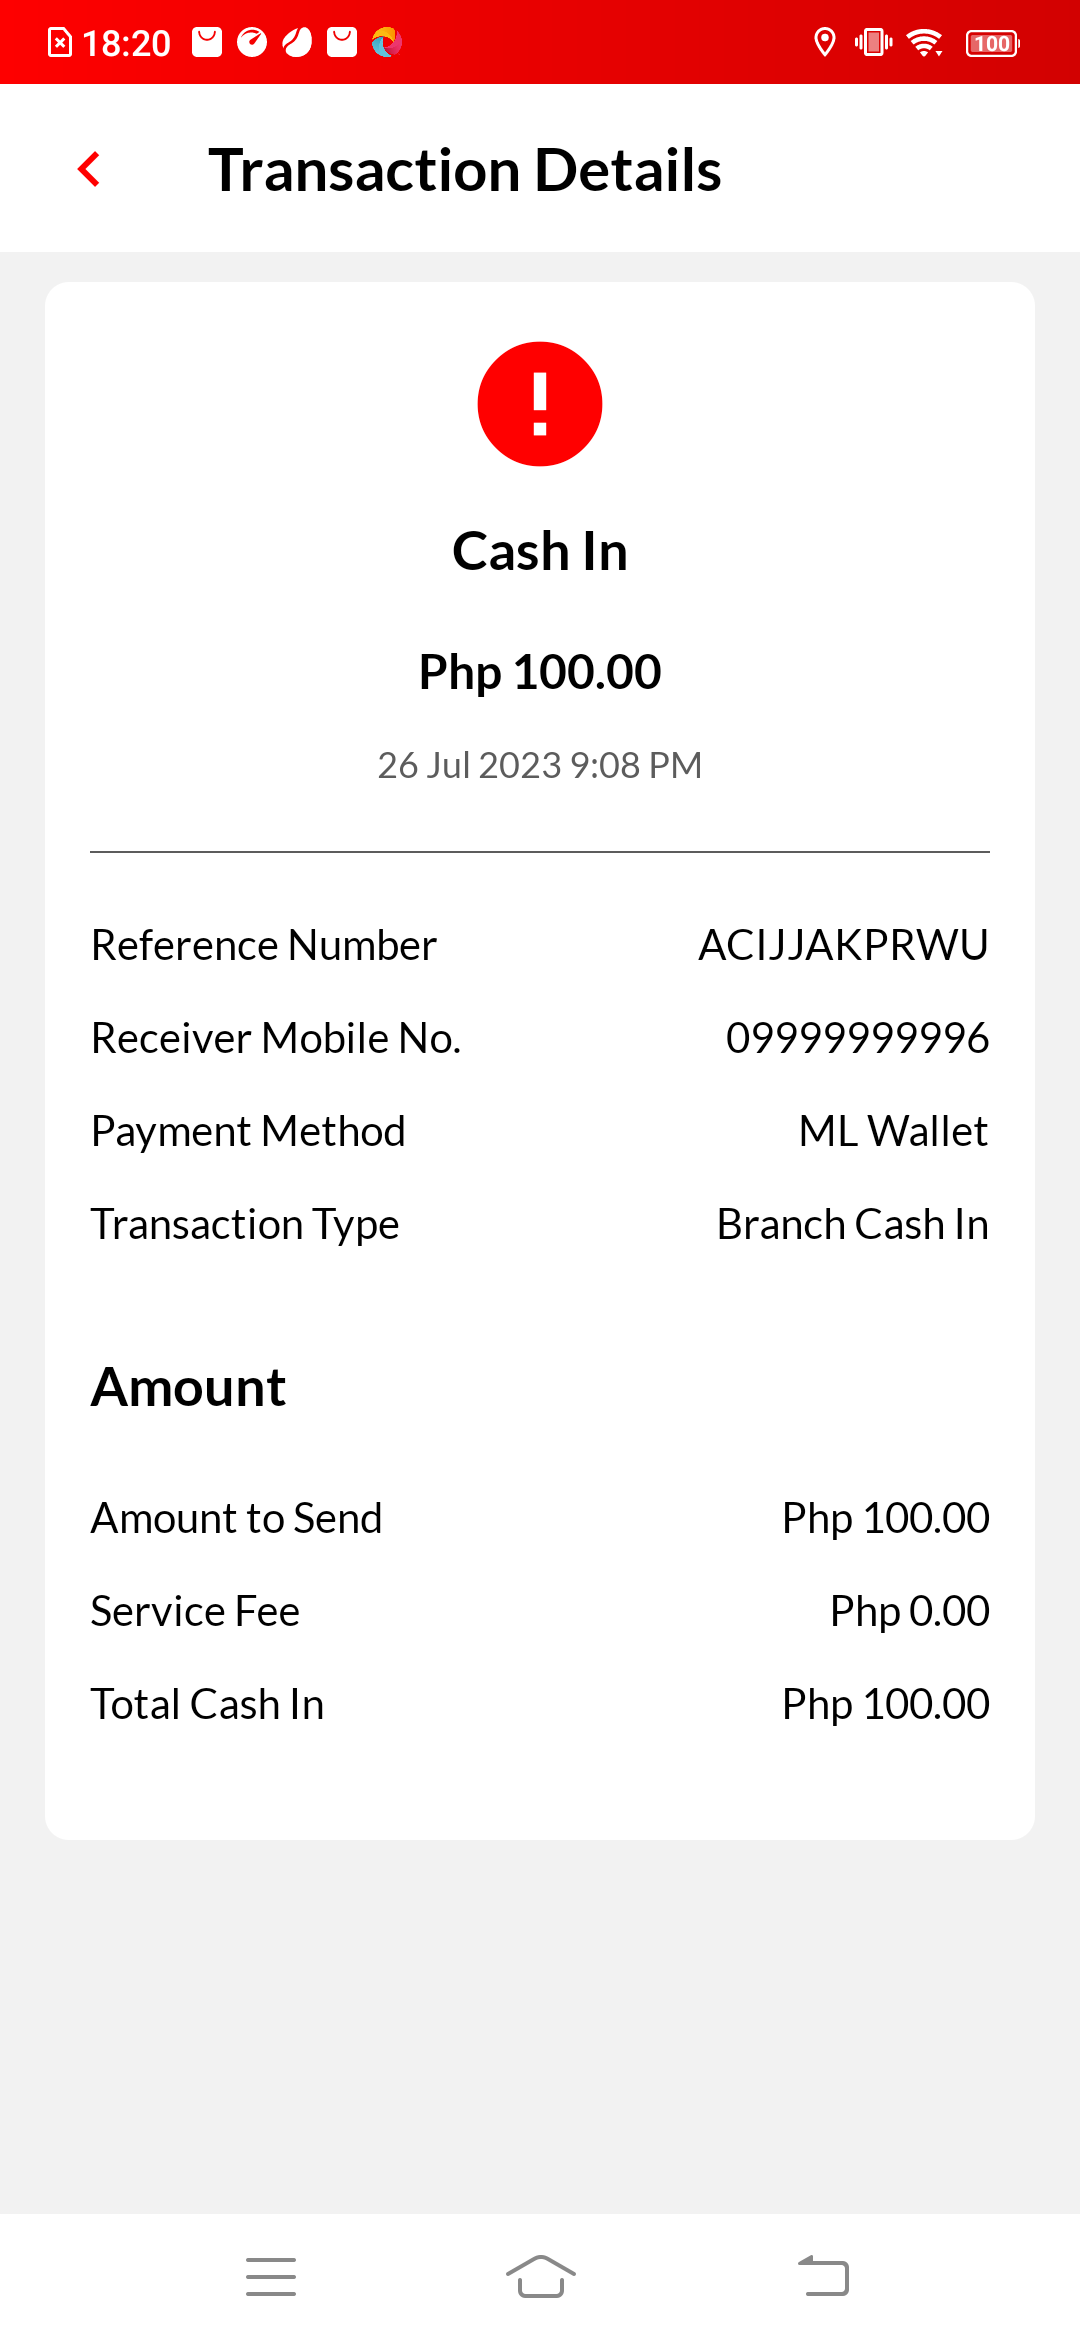 18:20
100
Transaction Details
Cash In
Php 100.00
26 Jul 2023 9:08 PM
Reference Number ACIJJAKPRWU
Receiver Mobile No. 09999999996
Payment Method ML Wallet
Transaction Type Branch Cash In
Amount
Amount to Send Php 100.00
Service Fee Php 0.00
Total Cash In Php 100.00